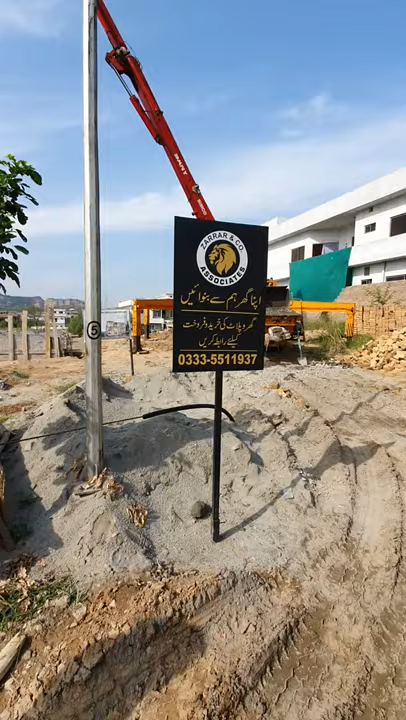 ZARRAR & CO.
ASSOCIATES
اپنا گھر ہم سے بنوائیں
گھر و پلاٹ کی خرید و فروخت
کیلئے رابطہ کریں
0333-5511937
5